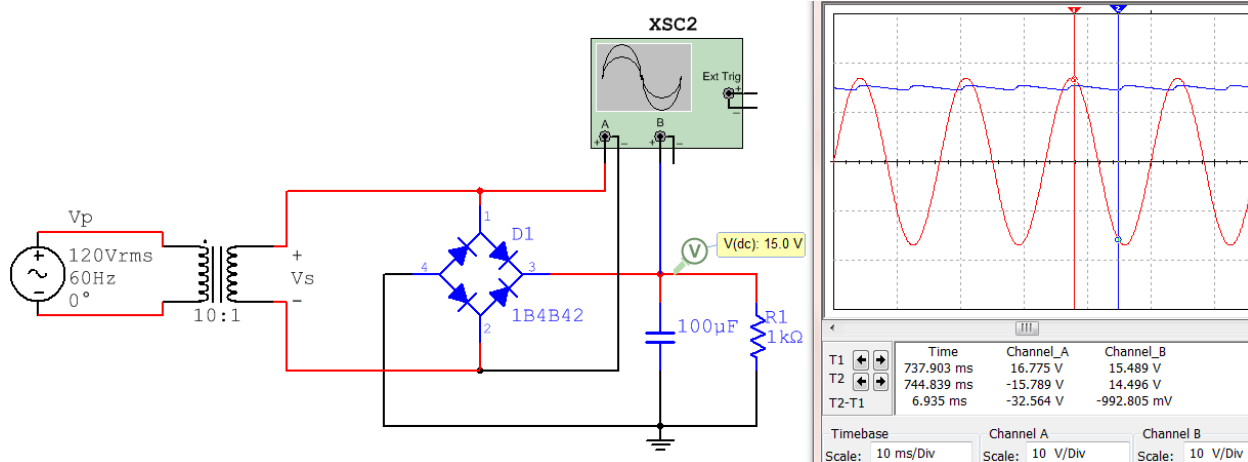 XSC2
Ext Trig
+
−
A
B
+ − + −
Vp
120Vrms
60Hz
0°
10:1
+
Vs
−
1
D1
4
3
2
1B4B42
V
V(dc): 15.0 V
100µF
R1
1kΩ
1
2
Time Channel_A Channel_B
T1 737.903 ms 16.775 V 15.489 V
T2 744.839 ms -15.789 V 14.496 V
T2-T1 6.935 ms -32.564 V -992.805 mV
Timebase Channel A Channel B
Scale: 10 ms/Div Scale: 10 V/Div Scale: 10 V/Div